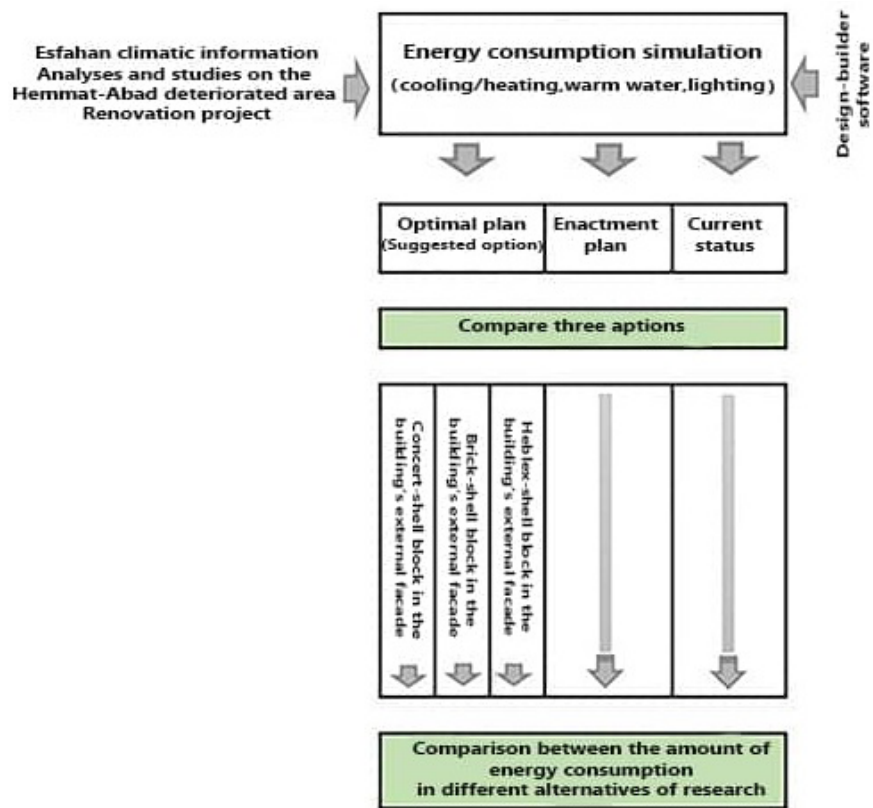 Esfahan climatic information
Analyses and studies on the
Hemmat-Abad deteriorated area
Renovation project
Energy consumption simulation
(cooling/heating,warm water,lighting)
Design-builder
software
Optimal plan
(Suggested option)
Enactment
plan
Current
status
Compare three aptions
Concert-shell block in the
building's external facade
Brick-shell block in the
building's external facade
Heblex-shell block in the
building's external facade
Comparison between the amount of
energy consumption
in different alternatives of research